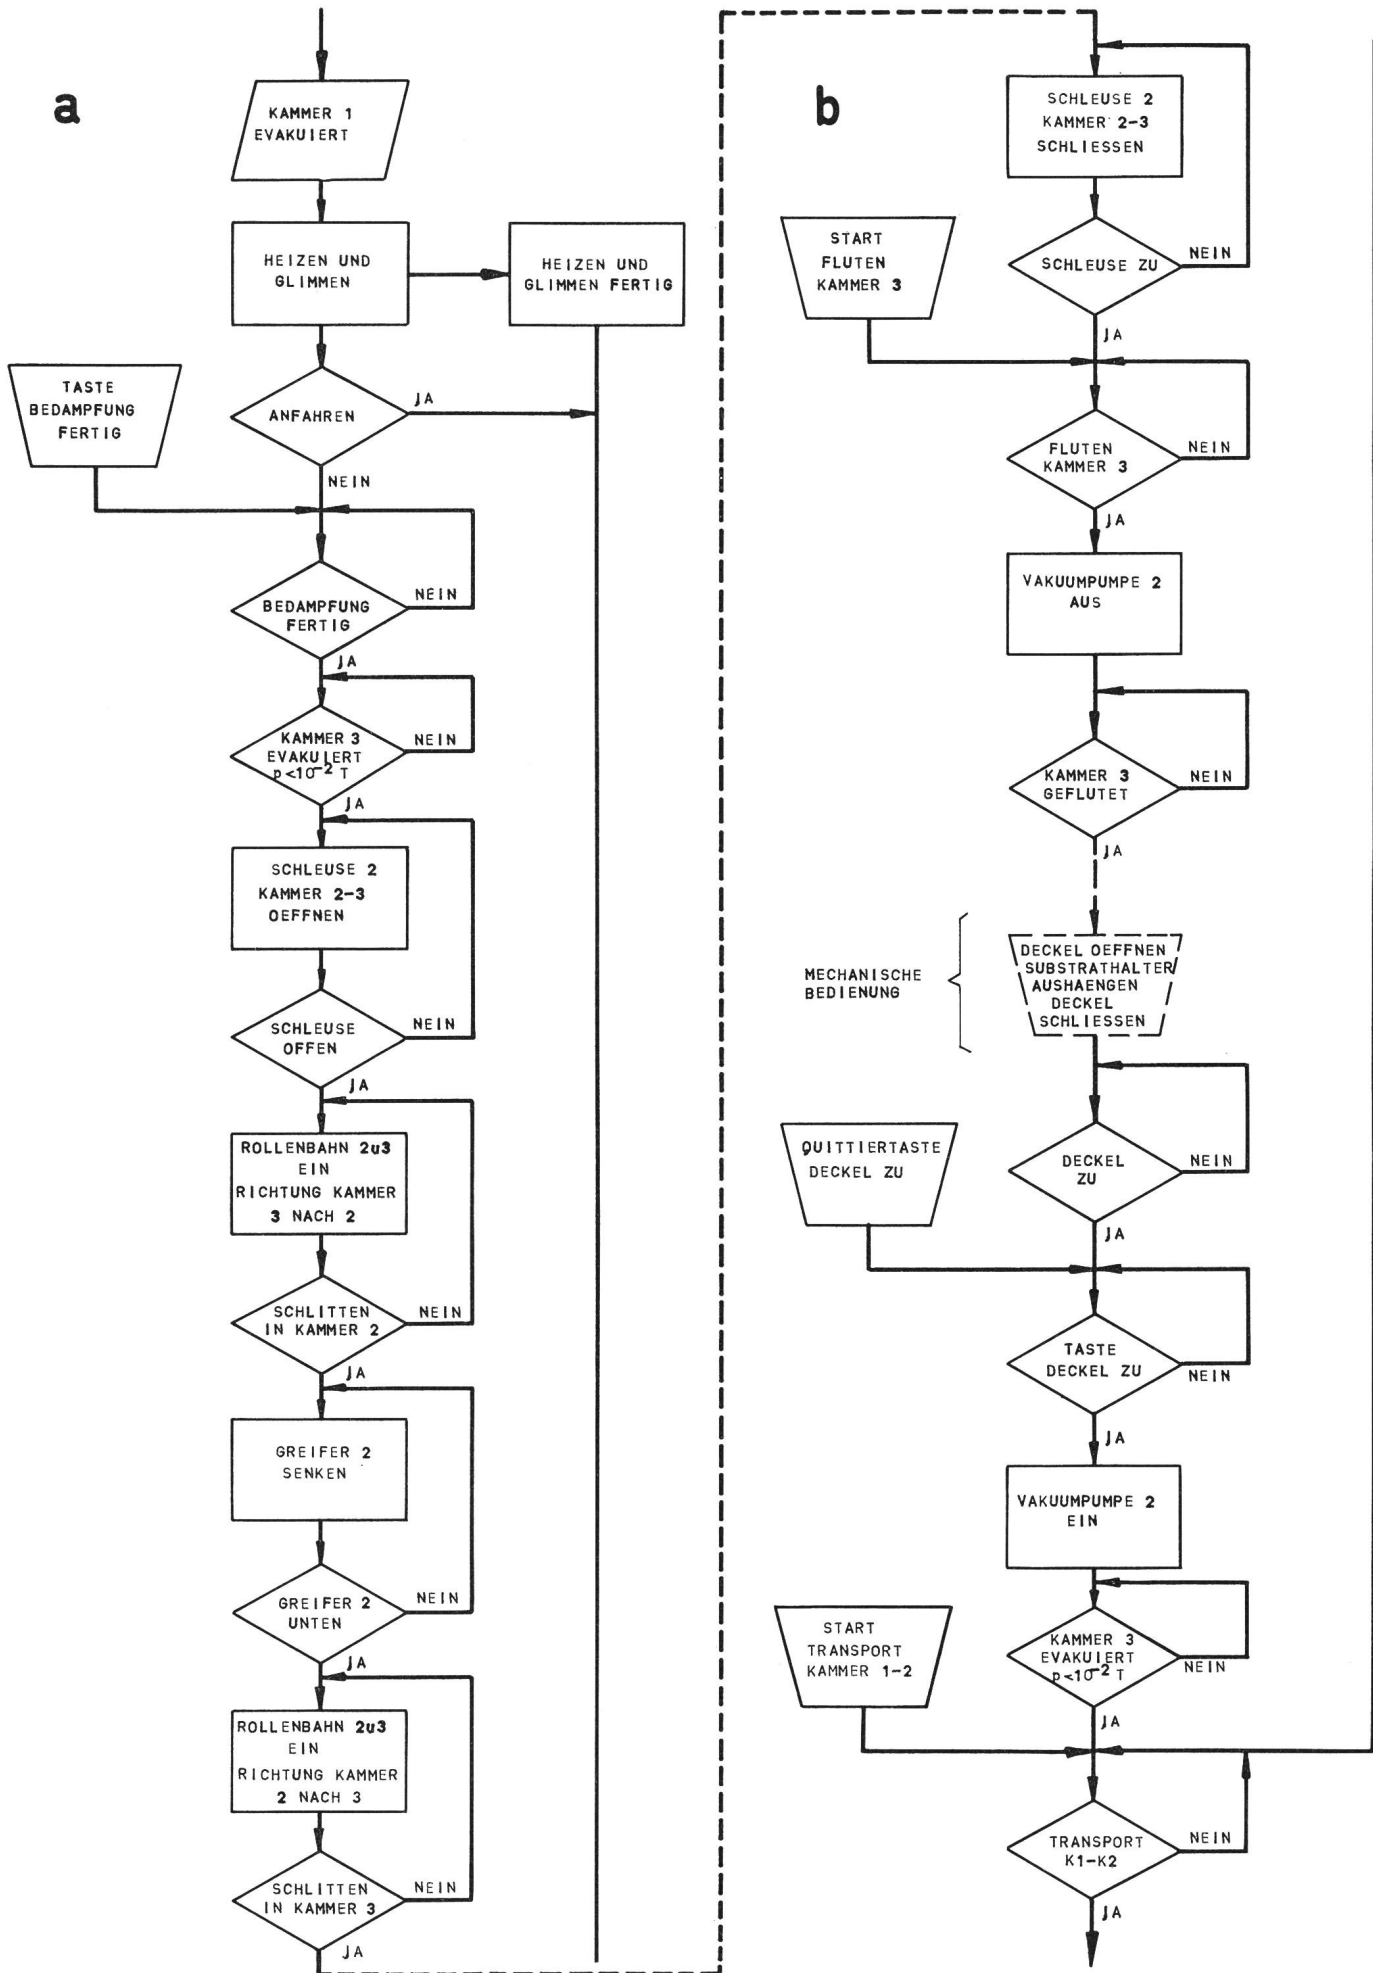 a
KAMMER 1
EVAKUIERT
HEIZEN UND
GLIMMEN
HEIZEN UND
GLIMMEN FERTIG
TASTE
BEDAMPFUNG
FERTIG
ANFAHREN
JA
NEIN
BEDAMPFUNG
FERTIG
NEIN
JA
KAMMER 3
EVAKUIERT
p<10⁻² T
NEIN
JA
SCHLEUSE 2
KAMMER 2-3
OEFFNEN
SCHLEUSE
OFFEN
NEIN
JA
ROLLENBAHN 2u3
EIN
RICHTUNG KAMMER
3 NACH 2
SCHLITTEN
IN KAMMER 2
NEIN
JA
GREIFER 2
SENKEN
GREIFER 2
UNTEN
NEIN
JA
ROLLENBAHN 2u3
EIN
RICHTUNG KAMMER
2 NACH 3
SCHLITTEN
IN KAMMER 3
NEIN
JA
b
SCHLEUSE 2
KAMMER 2-3
SCHLIESSEN
START
FLUTEN
KAMMER 3
SCHLEUSE ZU
NEIN
JA
FLUTEN
KAMMER 3
NEIN
JA
VAKUUMPUMPE 2
AUS
KAMMER 3
GEFLUTET
NEIN
JA
MECHANISCHE
BEDIENUNG
DECKEL OEFFNEN
SUBSTRATHALTER
AUSHAENGEN
DECKEL
SCHLIESSEN
QUITTIERTASTE
DECKEL ZU
DECKEL
ZU
NEIN
JA
TASTE
DECKEL ZU
NEIN
JA
VAKUUMPUMPE 2
EIN
START
TRANSPORT
KAMMER 1-2
KAMMER 3
EVAKUIERT
p<10⁻² T
NEIN
JA
TRANSPORT
K1-K2
NEIN
JA